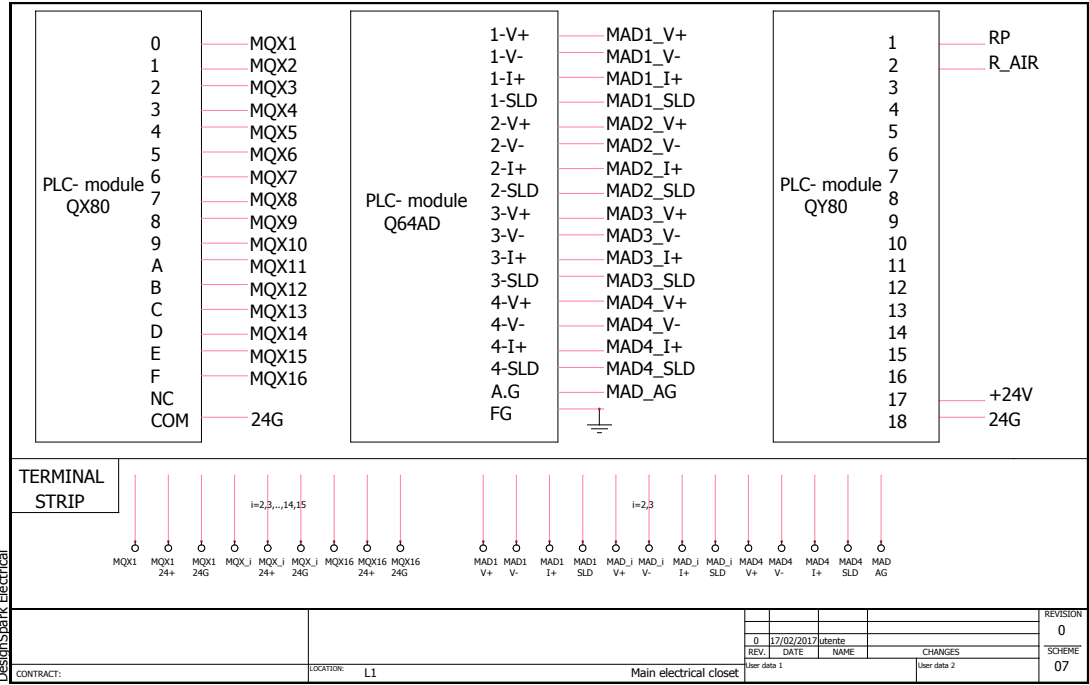 PLC- module
QX80
0 MQX1
1 MQX2
2 MQX3
3 MQX4
4 MQX5
5 MQX6
6 MQX7
7 MQX8
8 MQX9
9 MQX10
A MQX11
B MQX12
C MQX13
D MQX14
E MQX15
F MQX16
NC
COM 24G
PLC- module
Q64AD
1-V+ MAD1_V+
1-V- MAD1_V-
1-I+ MAD1_I+
1-SLD MAD1_SLD
2-V+ MAD2_V+
2-V- MAD2_V-
2-I+ MAD2_I+
2-SLD MAD2_SLD
3-V+ MAD3_V+
3-V- MAD3_V-
3-I+ MAD3_I+
3-SLD MAD3_SLD
4-V+ MAD4_V+
4-V- MAD4_V-
4-I+ MAD4_I+
4-SLD MAD4_SLD
A.G MAD_AG
FG
PLC- module
QY80
1 RP
2 R_AIR
3
4
5
6
7
8
9
10
11
12
13
14
15
16
17 +24V
18 24G
TERMINAL
STRIP
i=2,3,..,14,15
i=2,3
MQX1 MQX1 MQX1 MQX_i MQX_i MQX_i MQX16 MQX16 MQX16 MAD1 MAD1 MAD1 MAD1 MAD_i MAD_i MAD_i MAD_i MAD4 MAD4 MAD4 MAD4 MAD
24+ 24G 24+ 24G 24+ 24G V+ V- I+ SLD V+ V- I+ SLD V+ V- I+ SLD AG
DesignSpark Electrical
CONTRACT:
LOCATION: L1
Main electrical closet
0 17/02/2017 utente
REV. DATE NAME CHANGES
User data 1
User data 2
REVISION
0
SCHEME
07